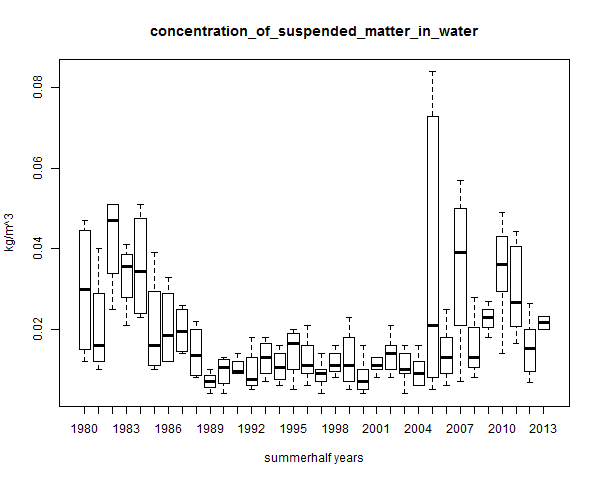 concentration_of_suspended_matter_in_water
kg/m^3
0.08
0.06
0.04
0.02
1980 1983 1986 1989 1992 1995 1998 2001 2004 2007 2010 2013
summerhalf years